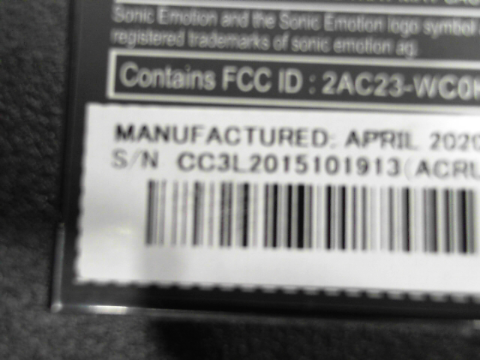 Sonic Emotion and the Sonic Emotion logo symbol
registered trademarks of sonic emotion ag.
Contains FCC ID : 2AC23-WC0
MANUFACTURED: APRIL 2020
S/N CC3L2015101913(ACRU